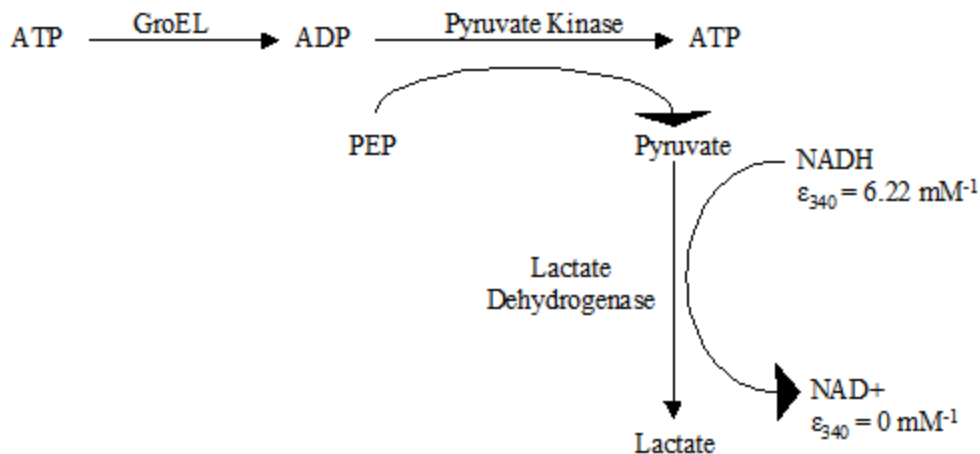 ATP GroEL ADP Pyruvate Kinase ATP
PEP Pyruvate
NADH
ε₃₄₀ = 6.22 mM⁻¹
Lactate
Dehydrogenase
NAD+
ε₃₄₀ = 0 mM⁻¹
Lactate